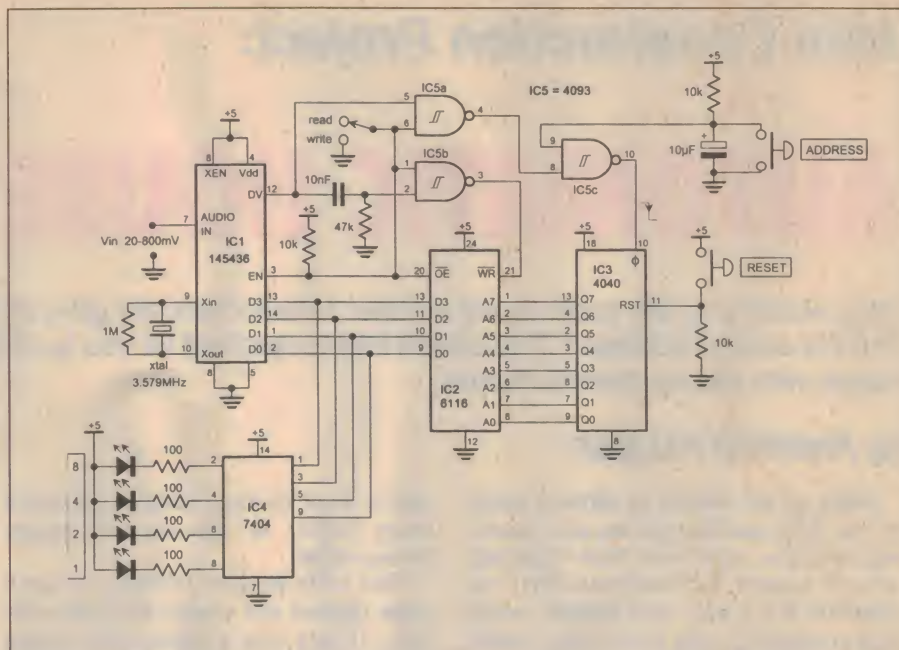 +5
IC5a
IC5 = 4093
+5
10k
read
write
5
6
4
IC5b
9
8
10
IC5c
10µF
+
ADDRESS
+5
8
4
XEN
Vdd
DV
12
10nF
1
2
3
47k
+5
10k
7
AUDIO
IN
IC1
145436
Vin 20-800mV
EN
3
+5
24
20
OE
WR
21
+5
16
10
ф
IC3
4040
RST
11
+5
RESET
10k
9
Xin
1M
10
Xout
xtal
3.579MHz
8
5
D3
13
D2
14
D1
1
D0
2
13
D3
11
D2
10
D1
9
D0
IC2
6116
12
A7
1
13
Q7
A6
2
4
Q6
A5
3
2
Q5
A4
4
3
Q4
A3
5
5
Q3
A2
6
6
Q2
A1
7
7
Q1
A0
8
9
Q0
8
+5
+5
14
8
100
2
1
4
100
4
3
2
100
6
5
1
100
8
9
IC4
7404
7